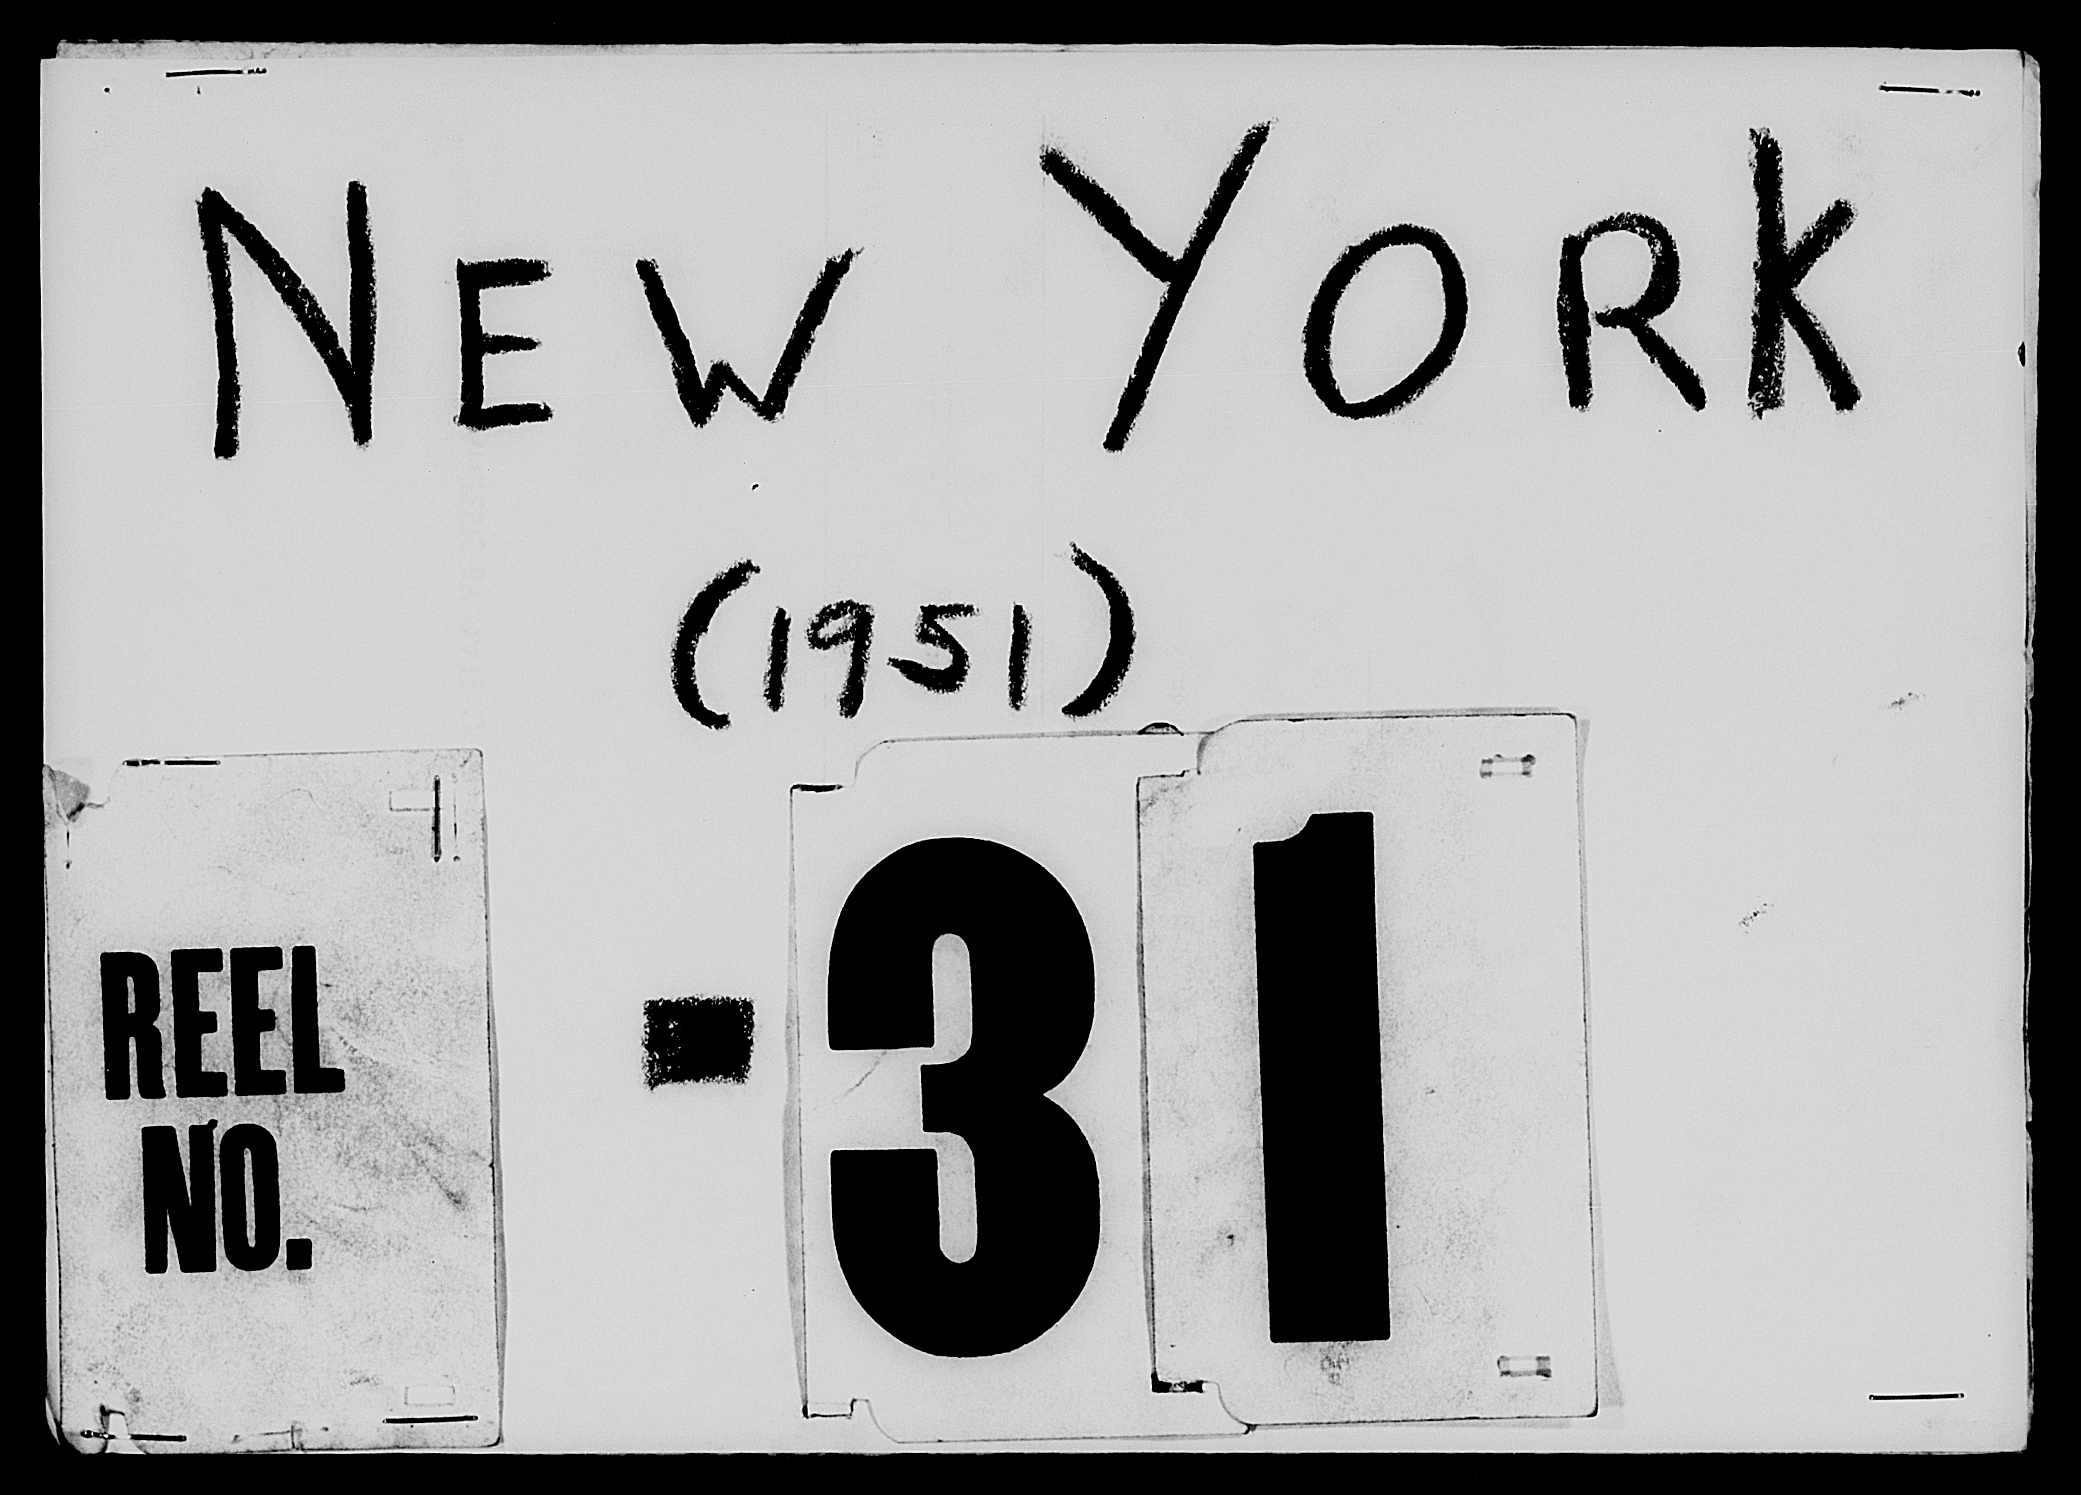 NEW YORK
(1951)
REEL
NO.
-31